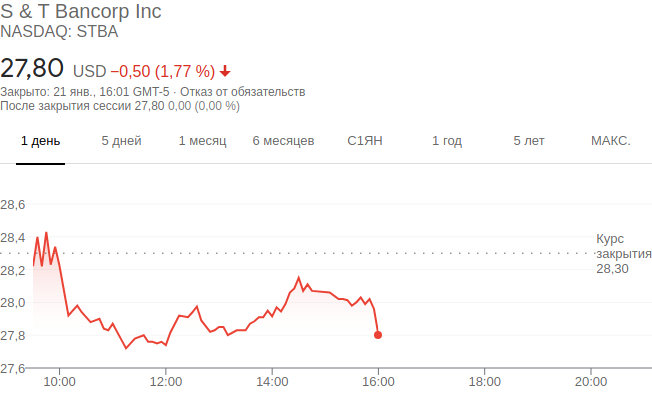 S & T Bancorp Inc
NASDAQ: STBA
27,80 USD −0,50 (1,77 %)
Закрыто: 21 янв., 16:01 GMT-5 · Отказ от обязательств
После закрытия сессии 27,80 0,00 (0,00 %)
1 день 5 дней 1 месяц 6 месяцев С1ЯН 1 год 5 лет МАКС.
28,6
28,4
Курс
закрытия
28,30
28,2
28,0
27,8
27,6
10:00 12:00 14:00 16:00 18:00 20:00